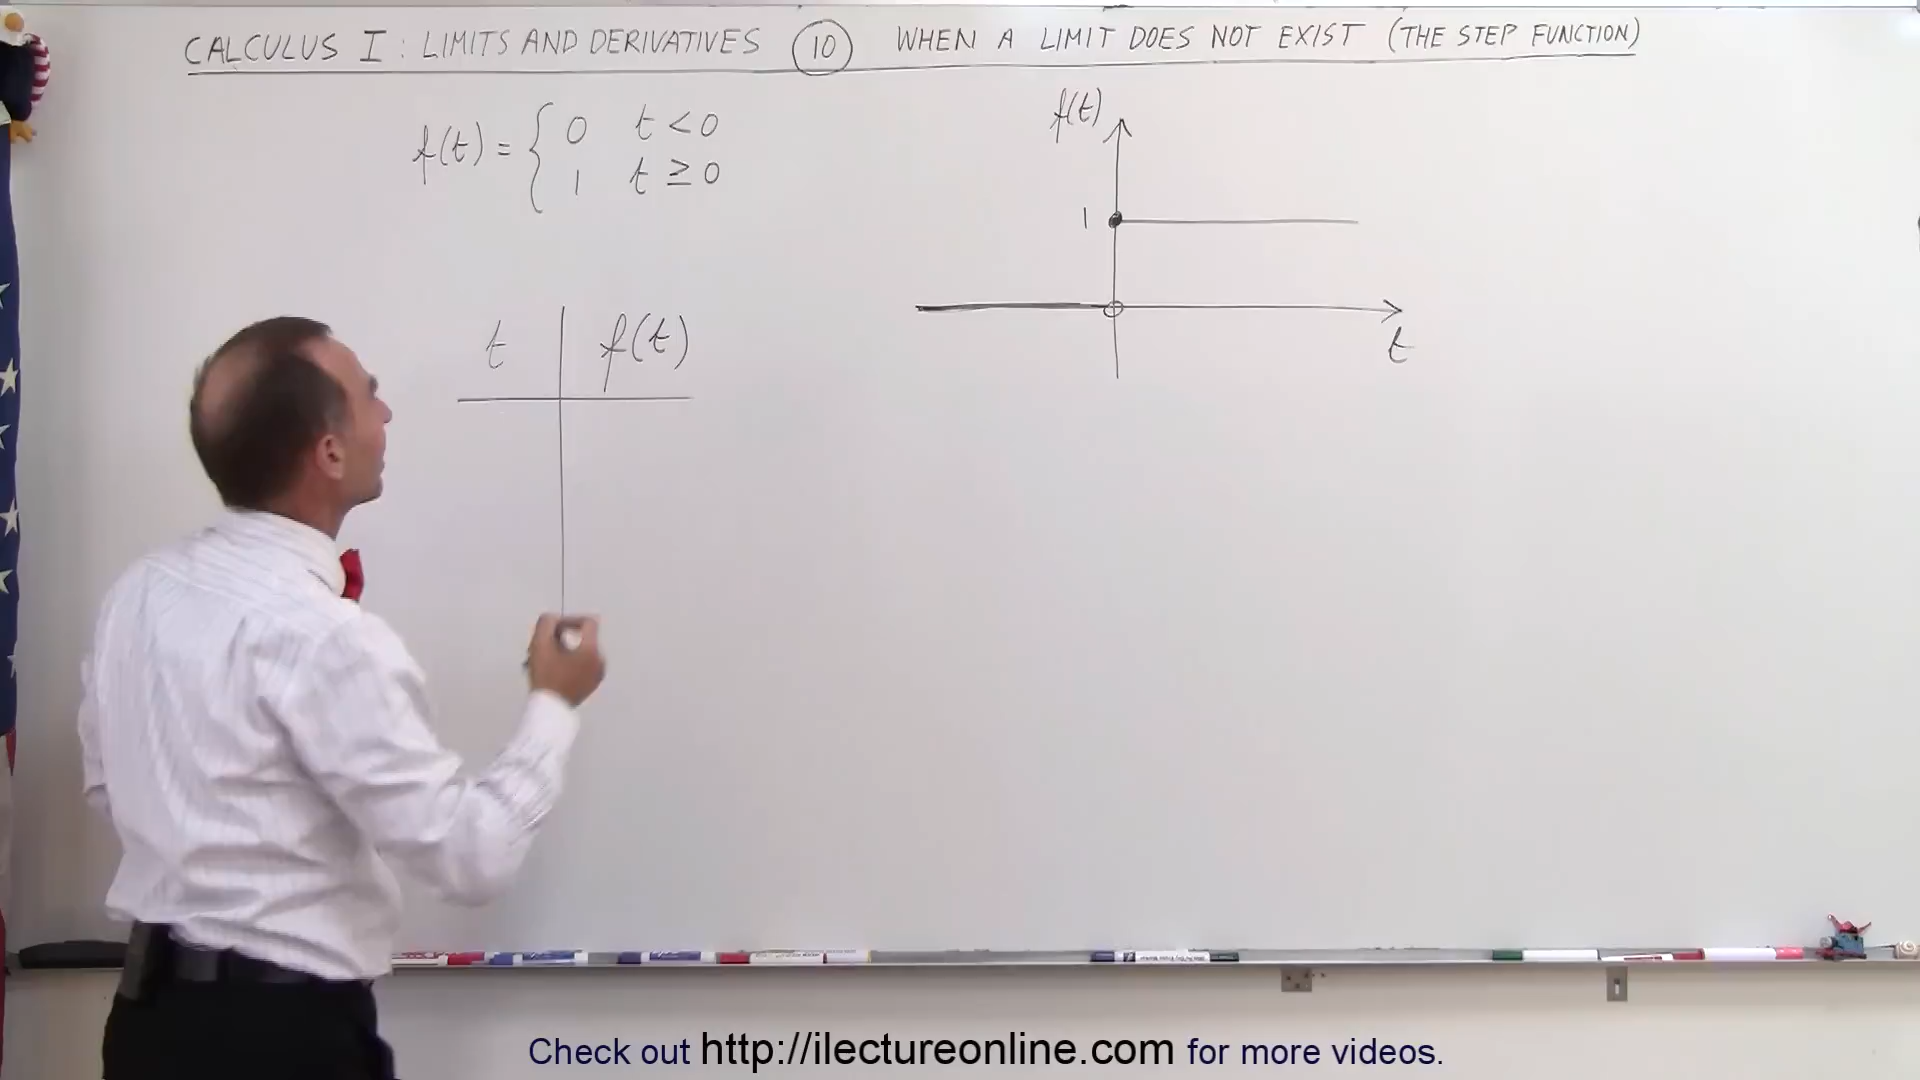 CALCULUS I : LIMITS AND DERIVATIVES 10 WHEN A LIMIT DOES NOT EXIST (THE STEP FUNCTION)
f(t) = { 0 t < 0
1 t ≥ 0
f(t)
1
t
t f(t)
Check out http://ilectureonline.com for more videos.